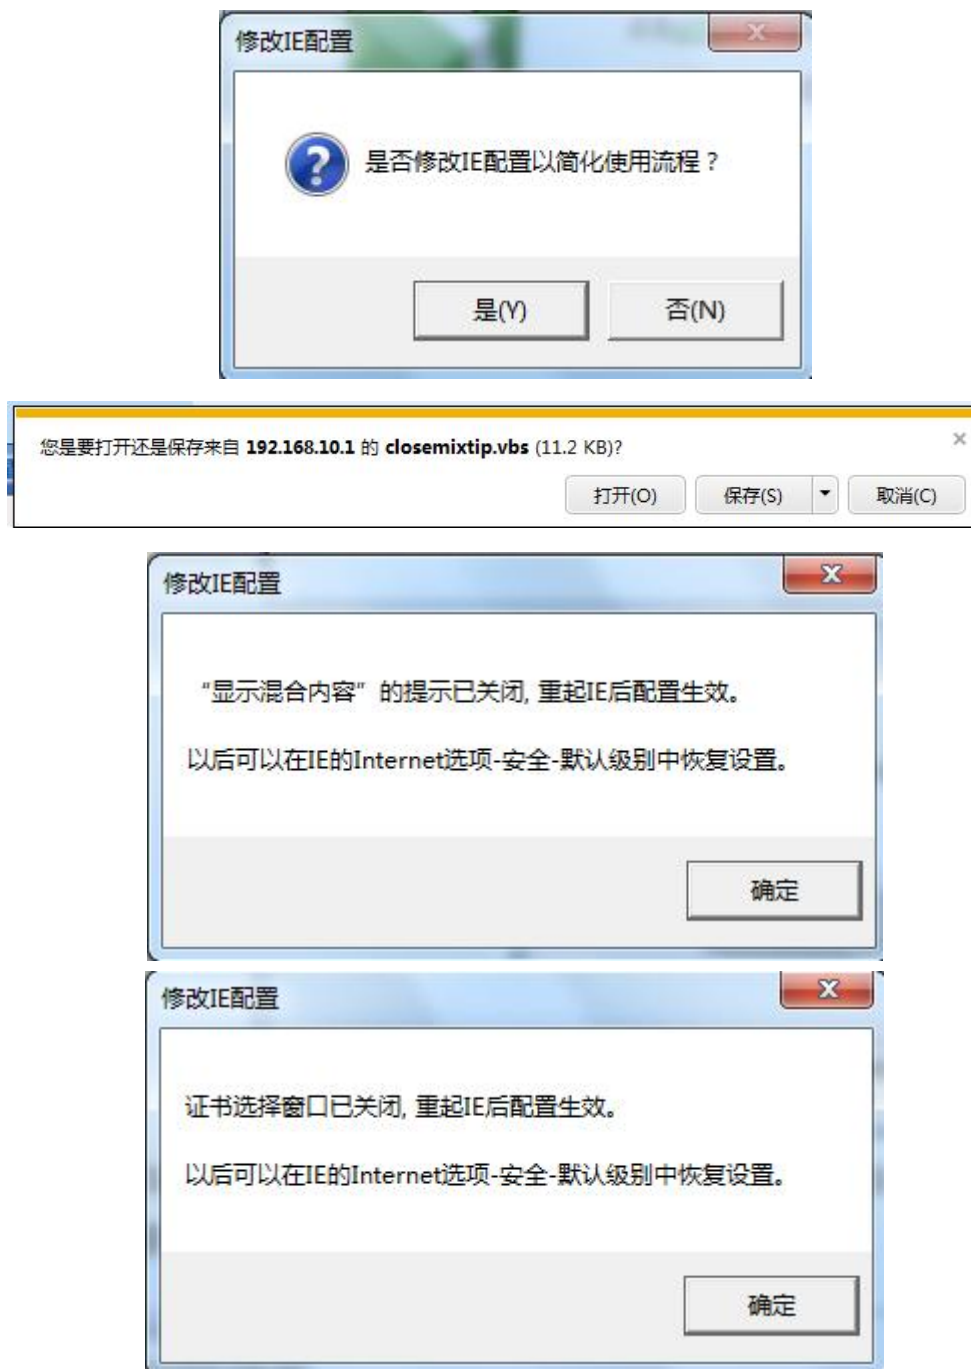 修改IE配置
是否修改IE配置以简化使用流程？
是(Y)
否(N)
您是要打开还是保存来自 192.168.10.1 的 closemixtip.vbs (11.2 KB)?
打开(O)
保存(S)
取消(C)
修改IE配置
“显示混合内容”的提示已关闭, 重起IE后配置生效。
以后可以在IE的Internet选项-安全-默认级别中恢复设置。
确定
修改IE配置
证书选择窗口已关闭, 重起IE后配置生效。
以后可以在IE的Internet选项-安全-默认级别中恢复设置。
确定